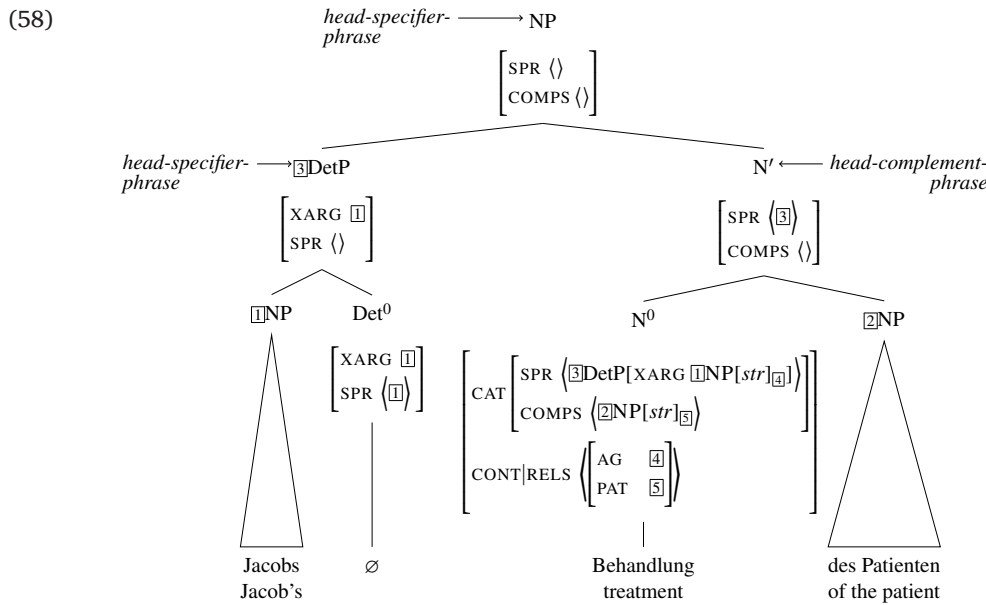 (58)
head-specifier-phrase → NP
[SPR ⟨⟩
COMPS ⟨⟩]
head-specifier-phrase → [3]DetP
N′ ← head-complement-phrase
[XARG [1]
SPR ⟨⟩]
[SPR ⟨[3]⟩
COMPS ⟨⟩]
[1]NP Det⁰ N⁰ [2]NP
[XARG [1]
SPR ⟨[1]⟩]
[CAT [SPR ⟨[3]DetP[XARG [1]NP[str][4]]⟩
COMPS ⟨[2]NP[str][5]⟩]
CONT|RELS ⟨[AG [4]
PAT [5]]⟩]
Jacobs ∅ Behandlung des Patienten
Jacob's treatment of the patient